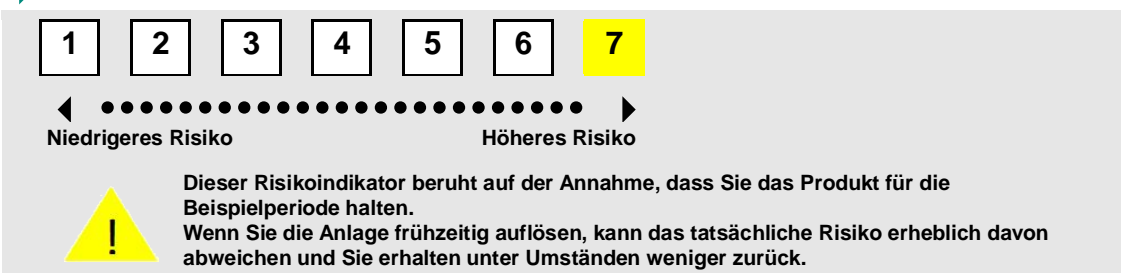 1 2 3 4 5 6 7
Niedrigeres Risiko Höheres Risiko
Dieser Risikoindikator beruht auf der Annahme, dass Sie das Produkt für die
Beispielperiode halten.
! Wenn Sie die Anlage frühzeitig auflösen, kann das tatsächliche Risiko erheblich davon
abweichen und Sie erhalten unter Umständen weniger zurück.